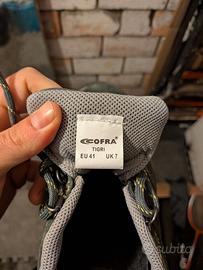 COFRA
TIGRI
EU 41 UK 7
subito